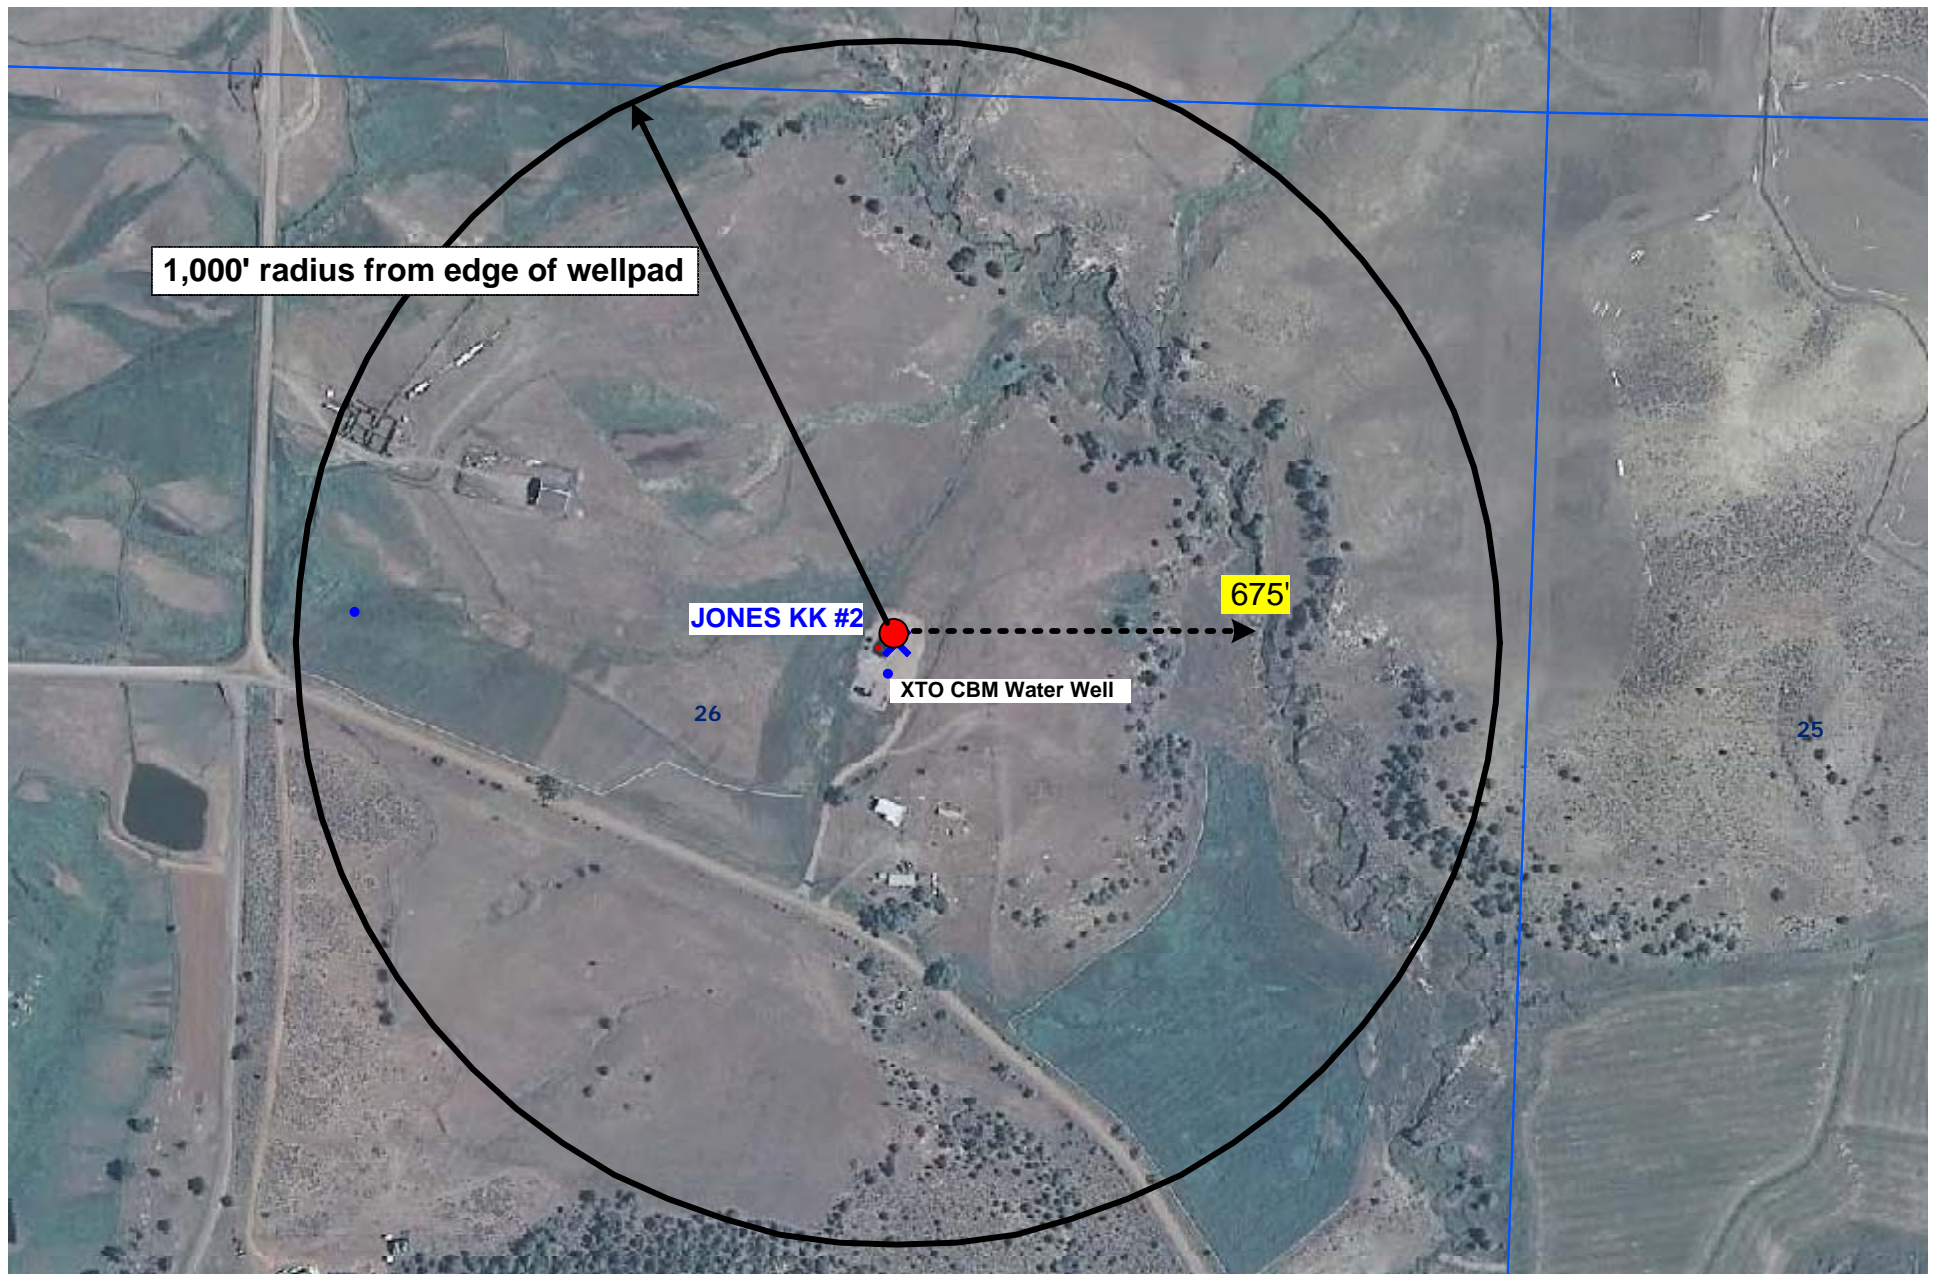 1,000' radius from edge of wellpad
675'
JONES KK #2
XTO CBM Water Well
26
25